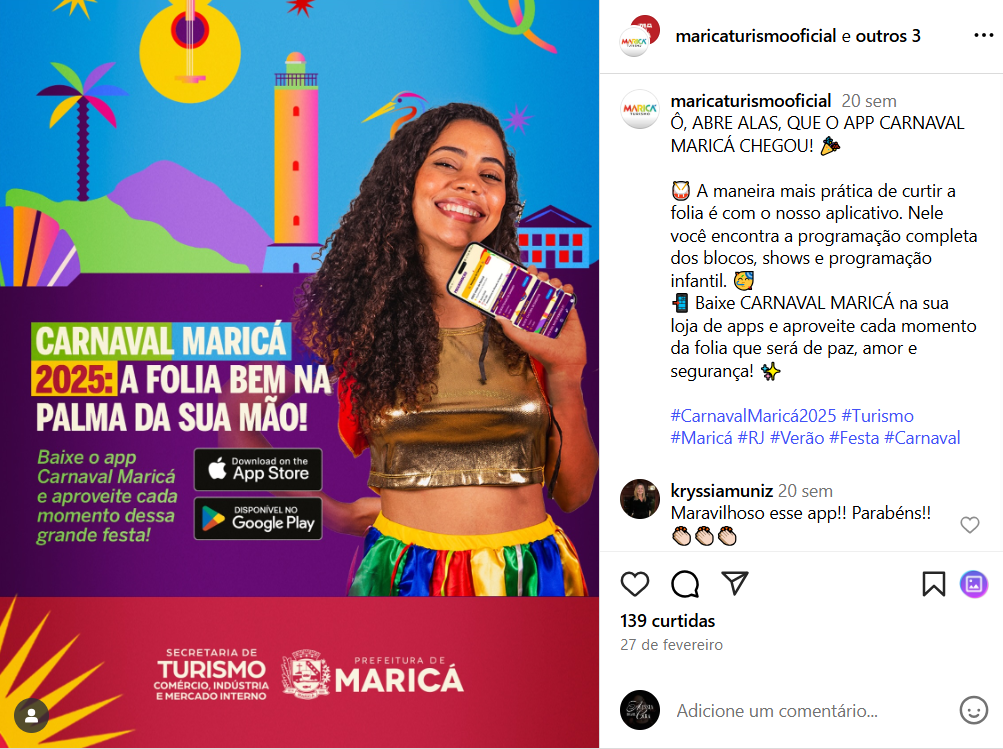 CARNAVAL MARICÁ
2025: A FOLIA BEM NA
PALMA DA SUA MÃO!
Baixe o app
Carnaval Maricá
e aproveite cada
momento dessa
grande festa!
Download on the
App Store
DISPONÍVEL NO
Google Play
SECRETARIA DE
TURISMO
COMÉRCIO, INDÚSTRIA
E MERCADO INTERNO
PREFEITURA DE
MARICÁ
maricaturismooficial e outros 3
MARICÁ
TURISMO
maricaturismooficial 20 sem
Ô, ABRE ALAS, QUE O APP CARNAVAL
MARICÁ CHEGOU! 🎉
🥁 A maneira mais prática de curtir a
folia é com o nosso aplicativo. Nele
você encontra a programação completa
dos blocos, shows e programação
infantil. 🥳
📲 Baixe CARNAVAL MARICÁ na sua
loja de apps e aproveite cada momento
da folia que será de paz, amor e
segurança! ✨
#CarnavalMaricá2025 #Turismo
#Maricá #RJ #Verão #Festa #Carnaval
kryssiamuniz 20 sem
Maravilhoso esse app!! Parabéns!!
👏🏻👏🏻👏🏻
139 curtidas
27 de fevereiro
Adicione um comentário...